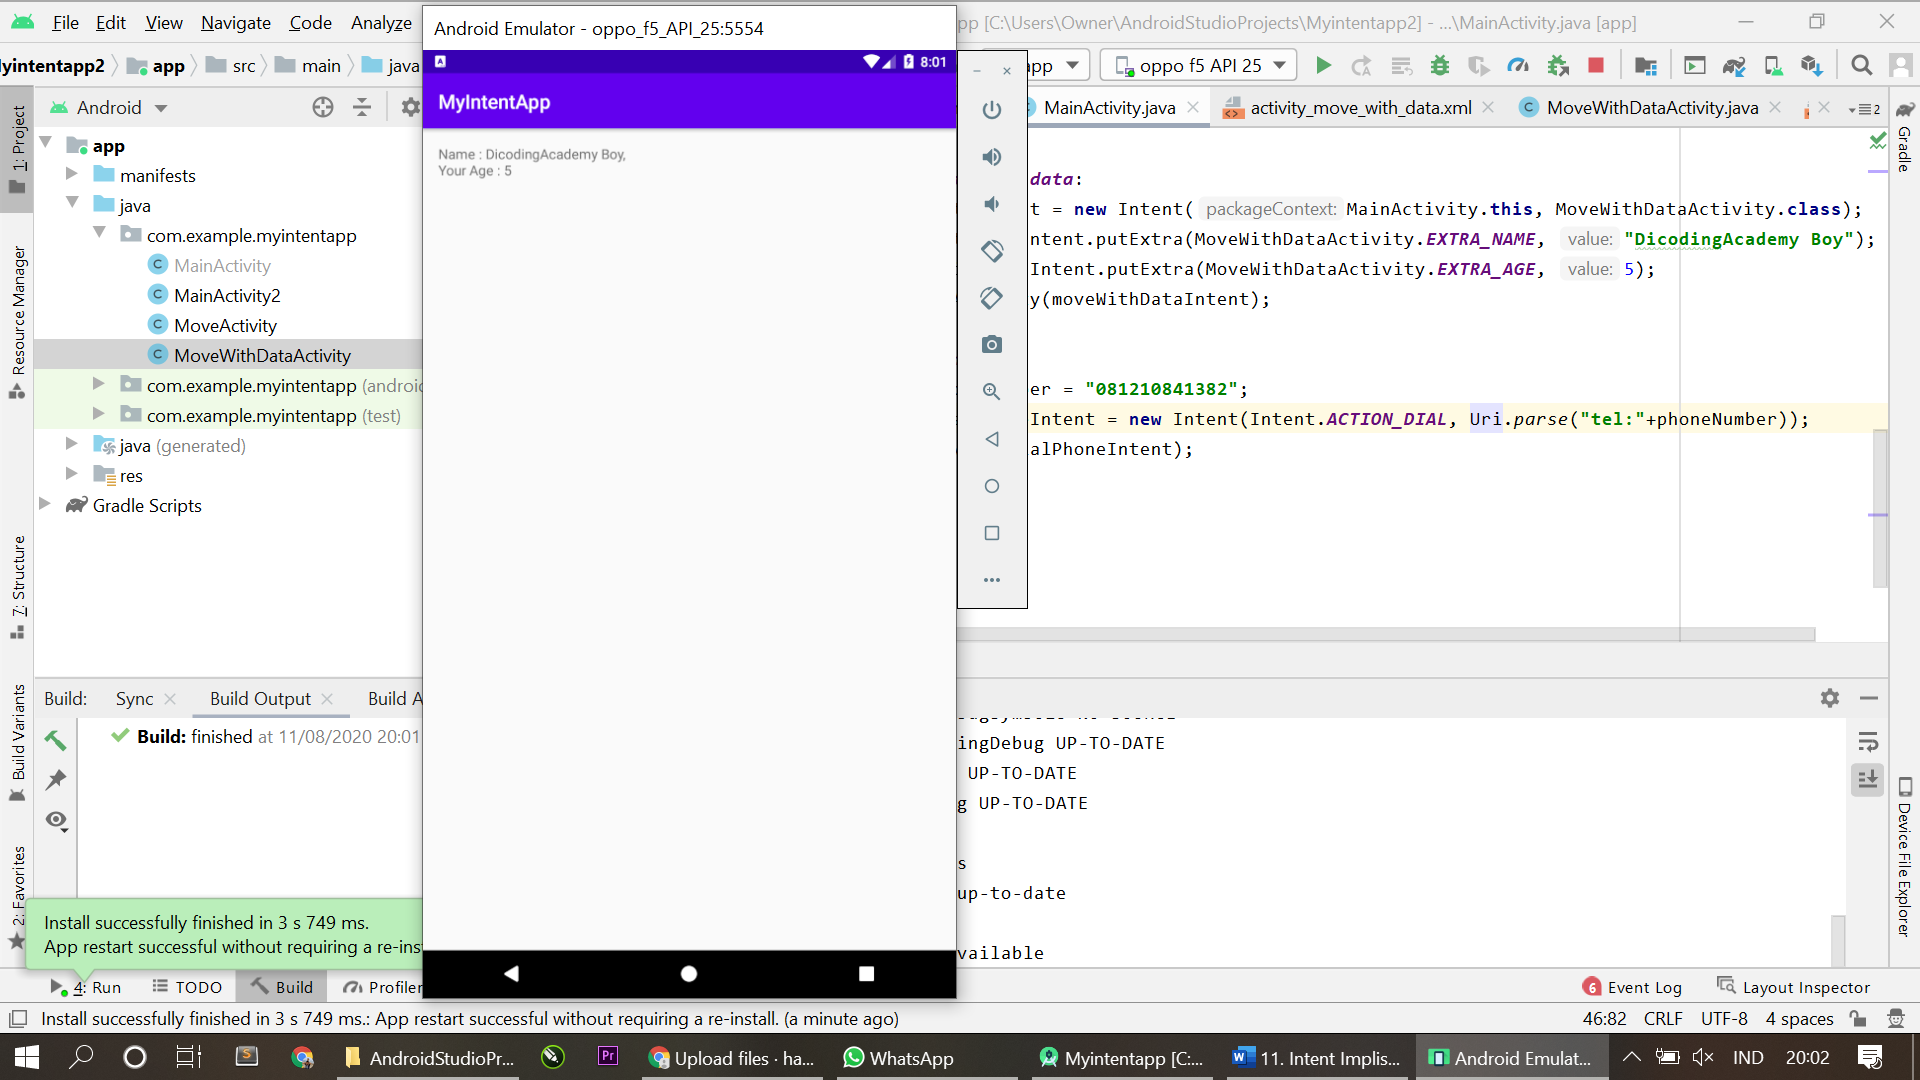 File Edit View Navigate Code Analyze
Android Emulator - oppo_f5_API_25:5554
app [C:\Users\Owner\AndroidStudioProjects\Myintentapp2] - ...\MainActivity.java [app]
Myintentapp2 app src main java
8:01
app oppo f5 API 25
Android
MyIntentApp
MainActivity.java activity_move_with_data.xml MoveWithDataActivity.java 2
1: Project
Resource Manager
7: Structure
Build Variants
2: Favorites
Gradle
Device File Explorer
app
manifests
java
com.example.myintentapp
MainActivity
MainActivity2
MoveActivity
MoveWithDataActivity
com.example.myintentapp (android
com.example.myintentapp (test)
java (generated)
res
Gradle Scripts
Name : DicodingAcademy Boy,
Your Age : 5
data:
t = new Intent( packageContext: MainActivity.this, MoveWithDataActivity.class);
ntent.putExtra(MoveWithDataActivity.EXTRA_NAME, value: "DicodingAcademy Boy");
Intent.putExtra(MoveWithDataActivity.EXTRA_AGE, value: 5);
y(moveWithDataIntent);
er = "081210841382";
Intent = new Intent(Intent.ACTION_DIAL, Uri.parse("tel:"+phoneNumber));
alPhoneIntent);
Build: Sync Build Output Build A
Build: finished at 11/08/2020 20:01
ingDebug UP-TO-DATE
UP-TO-DATE
g UP-TO-DATE
s
up-to-date
vailable
Install successfully finished in 3 s 749 ms.
App restart successful without requiring a re-inst
4: Run TODO Build Profiler
6 Event Log Layout Inspector
Install successfully finished in 3 s 749 ms.: App restart successful without requiring a re-install. (a minute ago)
46:82 CRLF UTF-8 4 spaces
AndroidStudioPr... Pr Upload files · ha... WhatsApp Myintentapp [C:... 11. Intent Implis... Android Emulat... IND 20:02